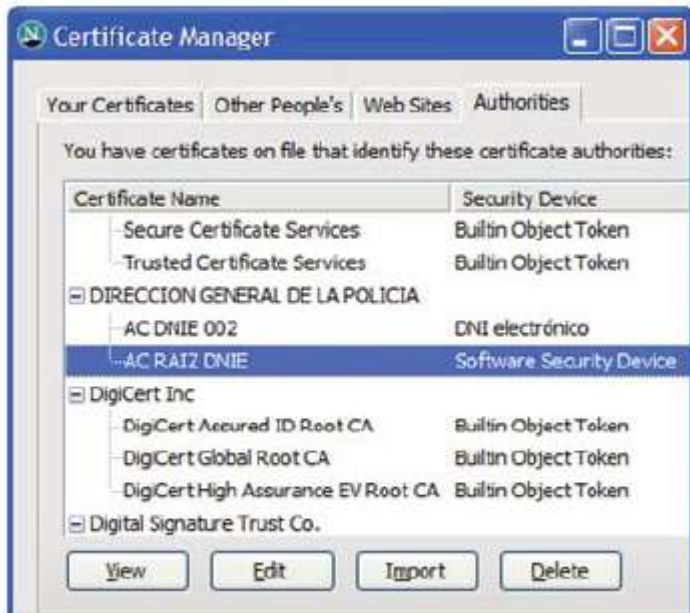 Certificate Manager
Your Certificates Other People's Web Sites Authorities
You have certificates on file that identify these certificate authorities:
Certificate Name Security Device
Secure Certificate Services Builtin Object Token
Trusted Certificate Services Builtin Object Token
DIRECCION GENERAL DE LA POLICIA
AC DNIE 002 DNI electrónico
AC RAIZ DNIE Software Security Device
DigiCert Inc
DigiCert Assured ID Root CA Builtin Object Token
DigiCert Global Root CA Builtin Object Token
DigiCert High Assurance EV Root CA Builtin Object Token
Digital Signature Trust Co.
View Edit Import Delete